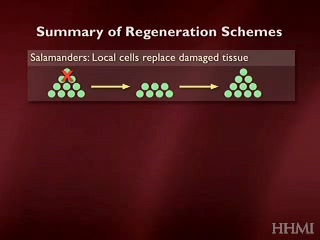 Summary of Regeneration Schemes
Salamanders: Local cells replace damaged tissue
HHMI